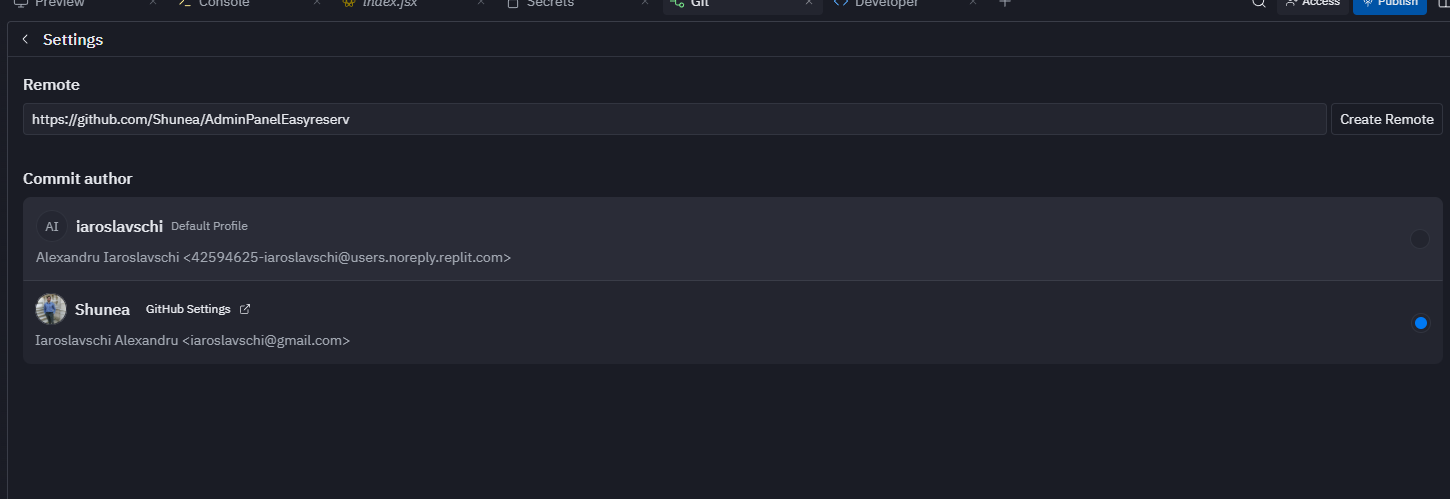 Preview Console index.jsx Secrets Git Developer Access Publish
Settings
Remote
https://github.com/Shunea/AdminPanelEasyreserv Create Remote
Commit author
AI iaroslavschi Default Profile
Alexandru Iaroslavschi <42594625-iaroslavschi@users.noreply.replit.com>
Shunea GitHub Settings
Iaroslavschi Alexandru <iaroslavschi@gmail.com>